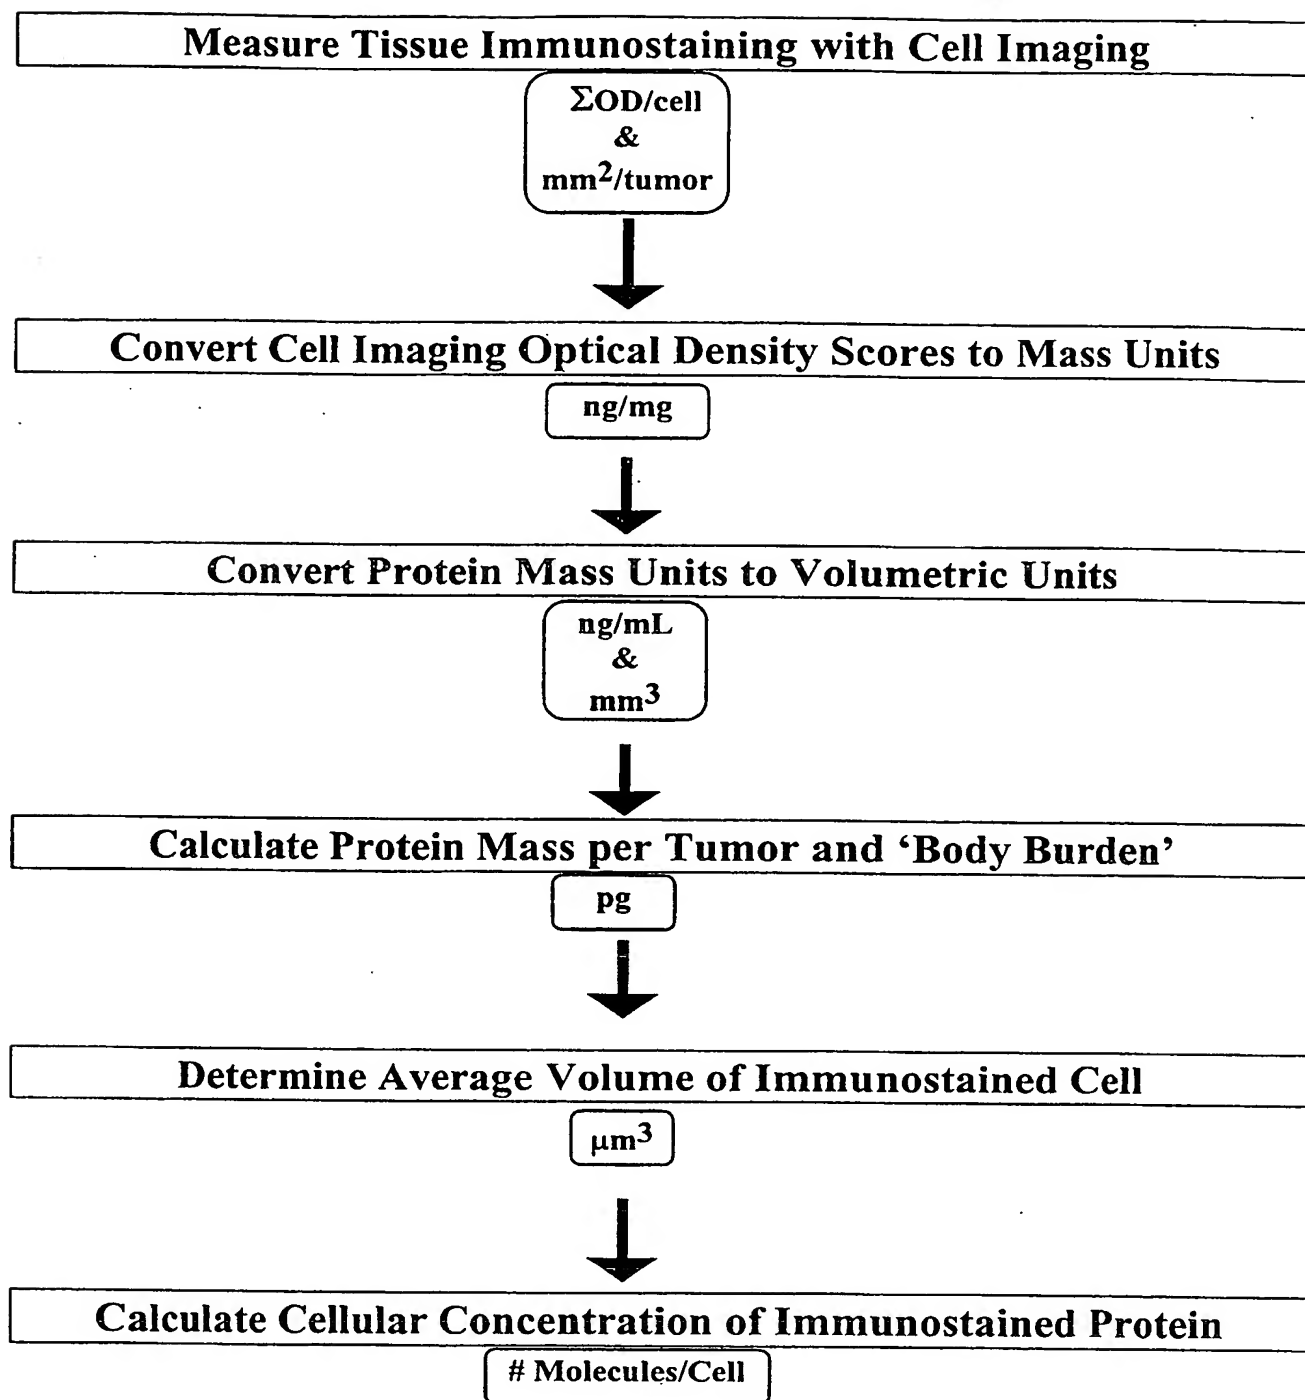 Measure Tissue Immunostaining with Cell Imaging
ΣOD/cell
&
mm²/tumor
Convert Cell Imaging Optical Density Scores to Mass Units
ng/mg
Convert Protein Mass Units to Volumetric Units
ng/mL
&
mm³
Calculate Protein Mass per Tumor and ‘Body Burden’
pg
Determine Average Volume of Immunostained Cell
μm³
Calculate Cellular Concentration of Immunostained Protein
# Molecules/Cell